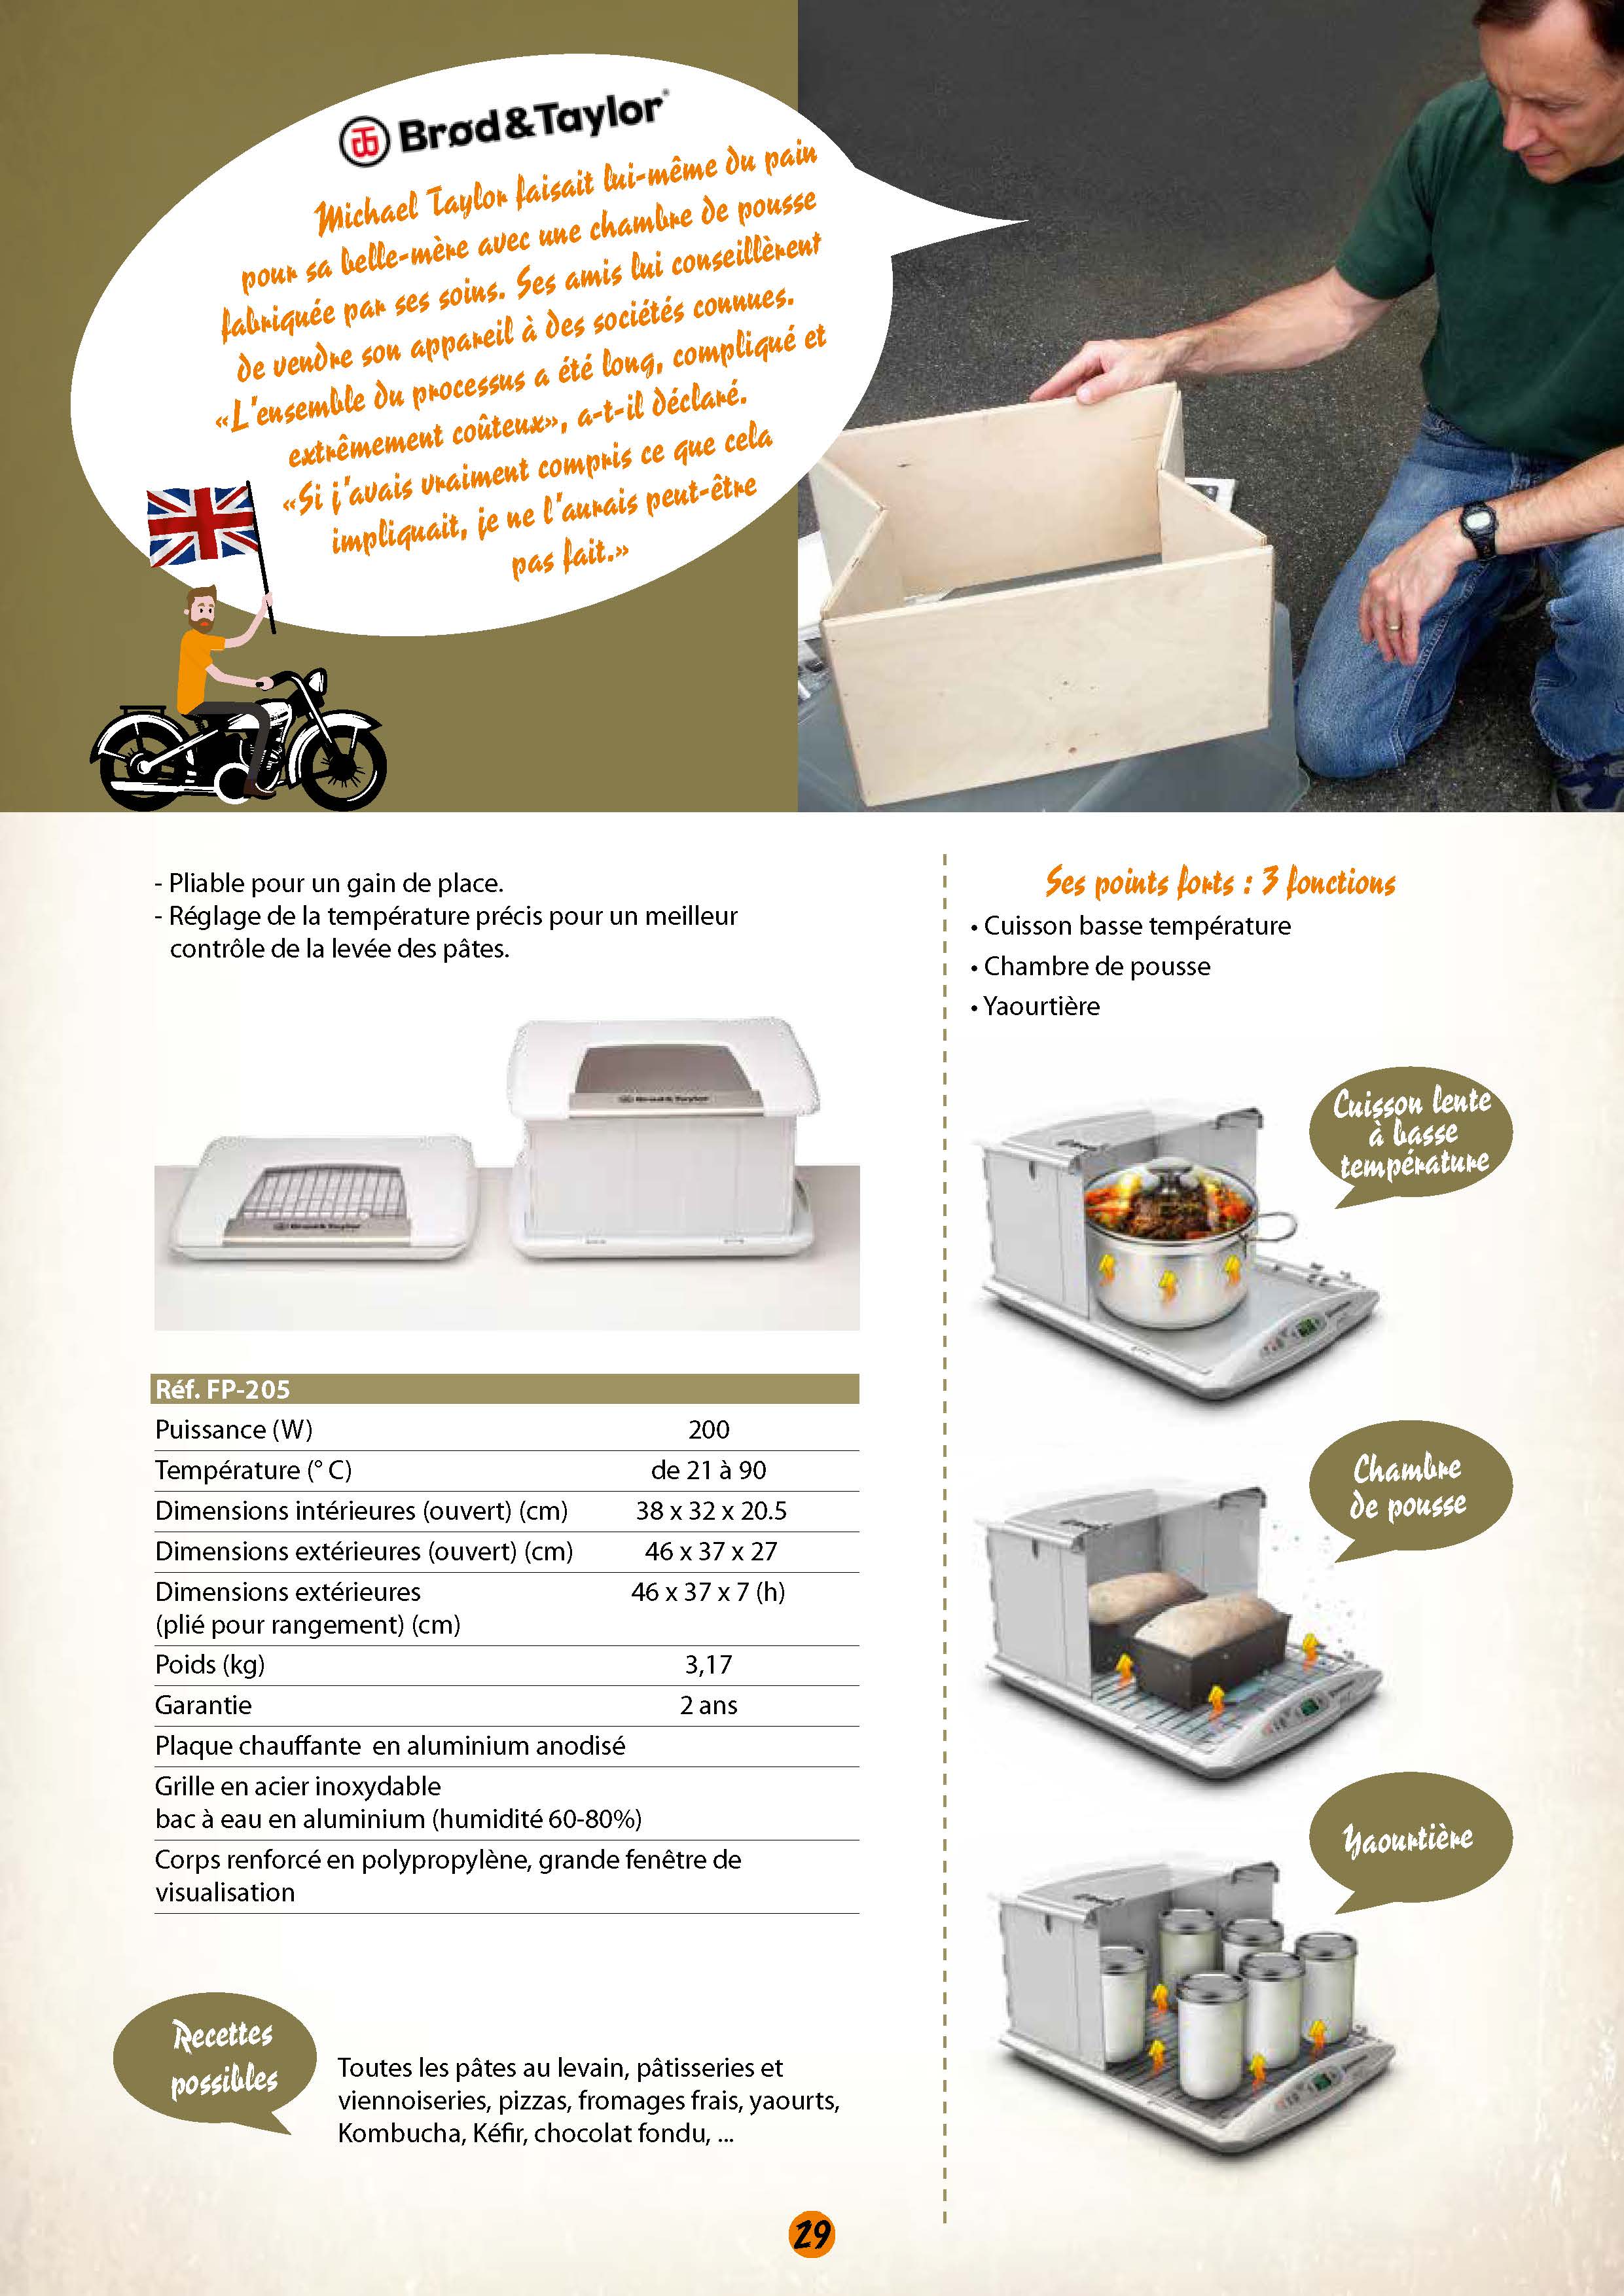 Brød&Taylor
Michael Taylor faisait lui-même du pain
pour sa belle-mère avec une chambre de pousse
fabriquée par ses soins. Ses amis lui conseillèrent
de vendre son appareil à des sociétés connues.
«L'ensemble du processus a été long, compliqué et
extrêmement coûteux», a-t-il déclaré.
«Si j'avais vraiment compris ce que cela
impliquait, je ne l'aurais peut-être
pas fait.»
- Pliable pour un gain de place.
- Réglage de la température précis pour un meilleur
contrôle de la levée des pâtes.
Brød&Taylor
Brød&Taylor
Réf. FP-205
Puissance (W) 200
Température (° C) de 21 à 90
Dimensions intérieures (ouvert) (cm) 38 x 32 x 20.5
Dimensions extérieures (ouvert) (cm) 46 x 37 x 27
Dimensions extérieures 46 x 37 x 7 (h)
(plié pour rangement) (cm)
Poids (kg) 3,17
Garantie 2 ans
Plaque chauffante en aluminium anodisé
Grille en acier inoxydable
bac à eau en aluminium (humidité 60-80%)
Corps renforcé en polypropylène, grande fenêtre de
visualisation
Recettes
possibles
Toutes les pâtes au levain, pâtisseries et
viennoiseries, pizzas, fromages frais, yaourts,
Kombucha, Kéfir, chocolat fondu, ...
Ses points forts : 3 fonctions
• Cuisson basse température
• Chambre de pousse
• Yaourtière
Cuisson lente
à basse
température
Chambre
de pousse
Yaourtière
29